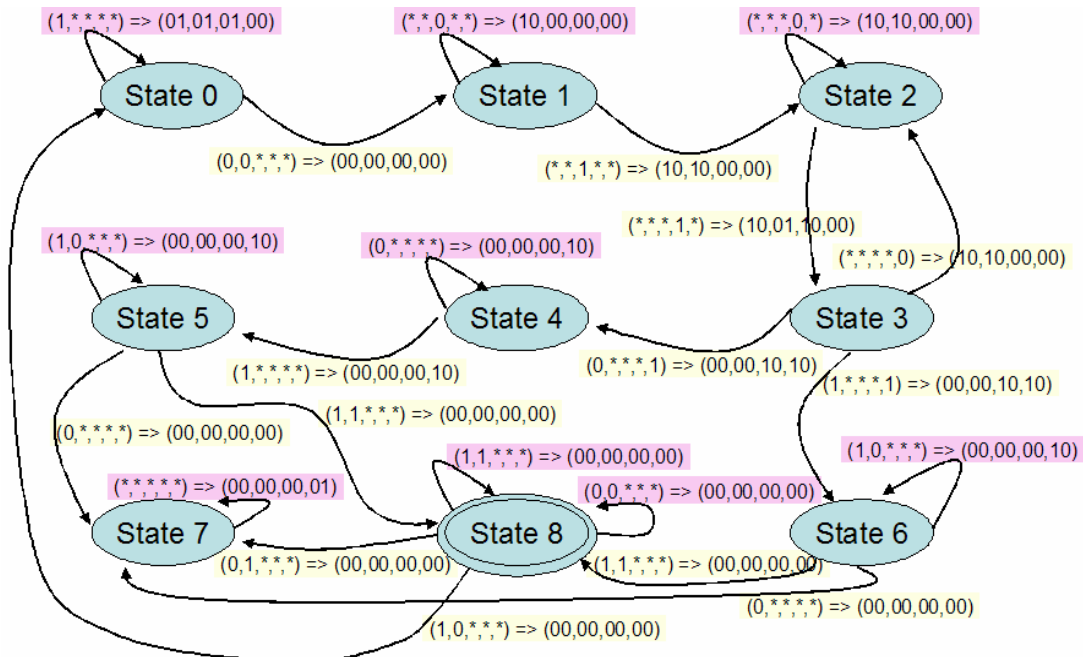 (1,*,*,*,*) => (01,01,01,00)
(*,*,0,*,*) => (10,00,00,00)
(*,*,*,0,*) => (10,10,00,00)
State 0
State 1
State 2
(0,0,*,*,*) => (00,00,00,00)
(*,*,1,*,*) => (10,10,00,00)
(*,*,*,1,*) => (10,01,10,00)
(1,0,*,*,*) => (00,00,00,10)
(0,*,*,*,*) => (00,00,00,10)
(*,*,*,*,0) => (10,10,00,00)
State 5
State 4
State 3
(1,*,*,*,*) => (00,00,00,10)
(0,*,*,*,1) => (00,00,10,10)
(1,*,*,*,1) => (00,00,10,10)
(1,1,*,*,*) => (00,00,00,00)
(0,*,*,*,*) => (00,00,00,00)
(1,1,*,*,*) => (00,00,00,00)
(1,0,*,*,*) => (00,00,00,10)
(*,*,*,*,*) => (00,00,00,01)
(0,0,*,*,*) => (00,00,00,00)
State 7
State 8
State 6
(0,1,*,*,*) => (00,00,00,00)
(1,1,*,*,*) => (00,00,00,00)
(0,*,*,*,*) => (00,00,00,00)
(1,0,*,*,*) => (00,00,00,00)